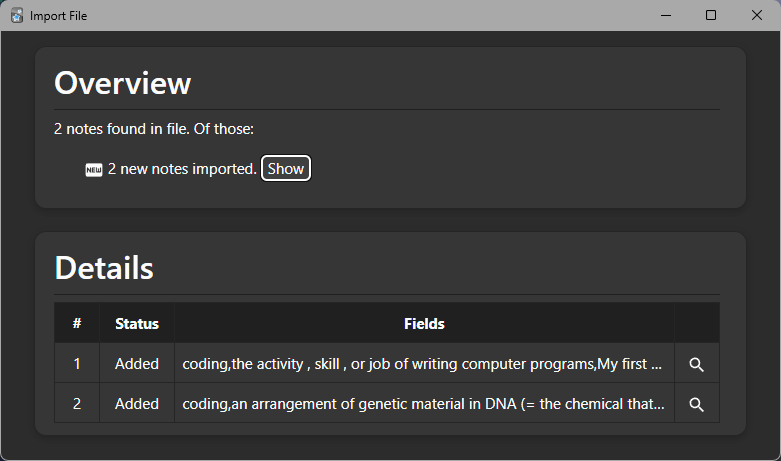 Import File
Overview
2 notes found in file. Of those:
NEW 2 new notes imported. Show
Details
# Status Fields
1 Added coding,the activity , skill , or job of writing computer programs,My first ...
2 Added coding,an arrangement of genetic material in DNA (= the chemical that...